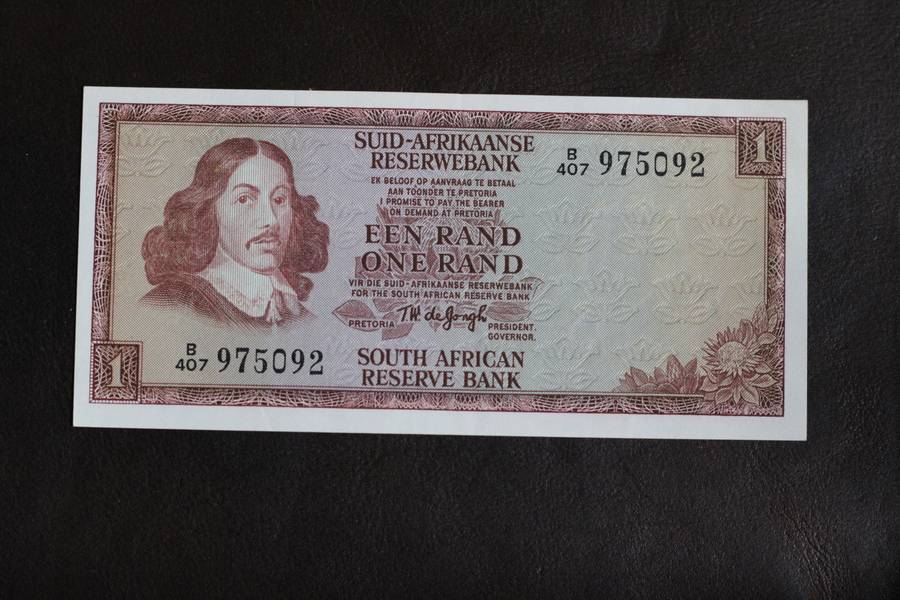 SUID-AFRIKAANSE
RESERWEBANK
B
407 975092
1
EK BELOOF OP AANVRAAG TE BETAAL
AAN TOONDER TE PRETORIA
I PROMISE TO PAY THE BEARER
ON DEMAND AT PRETORIA
EEN RAND
ONE RAND
VIR DIE SUID-AFRIKAANSE RESERWEBANK
FOR THE SOUTH AFRICAN RESERVE BANK
PRETORIA T.W. de Jongh PRESIDENT.
GOVERNOR.
1
B
407 975092
SOUTH AFRICAN
RESERVE BANK